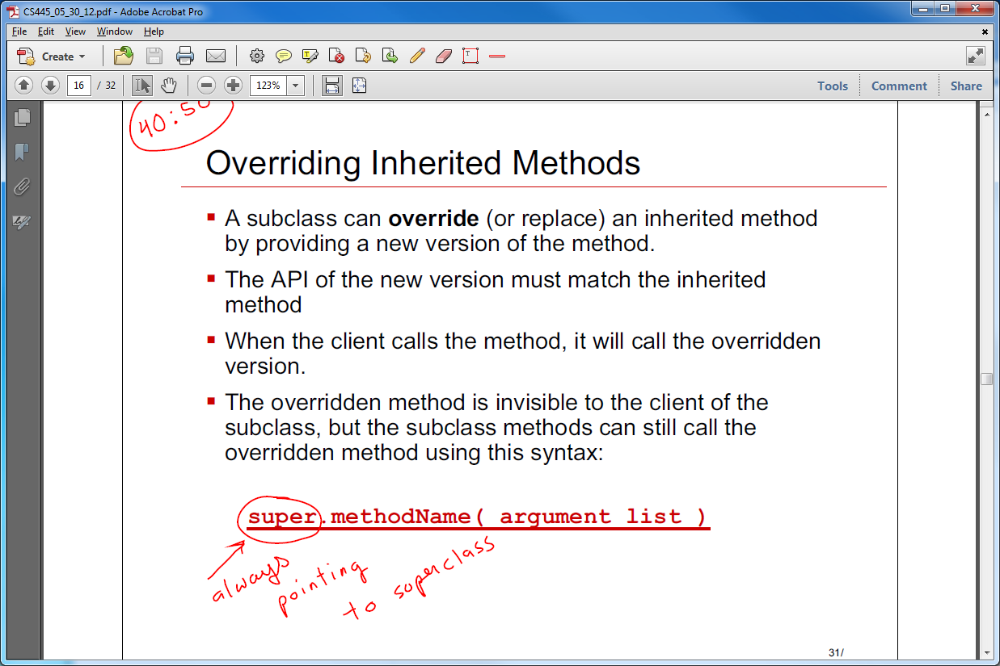 CS445_05_30_12.pdf - Adobe Acrobat Pro
File Edit View Window Help
Create
16 / 32 123% Tools Comment Share
40:50
Overriding Inherited Methods
A subclass can override (or replace) an inherited method
by providing a new version of the method.
The API of the new version must match the inherited
method
When the client calls the method, it will call the overridden
version.
The overridden method is invisible to the client of the
subclass, but the subclass methods can still call the
overridden method using this syntax:
super.methodName( argument list )
always pointing to superclass
31/